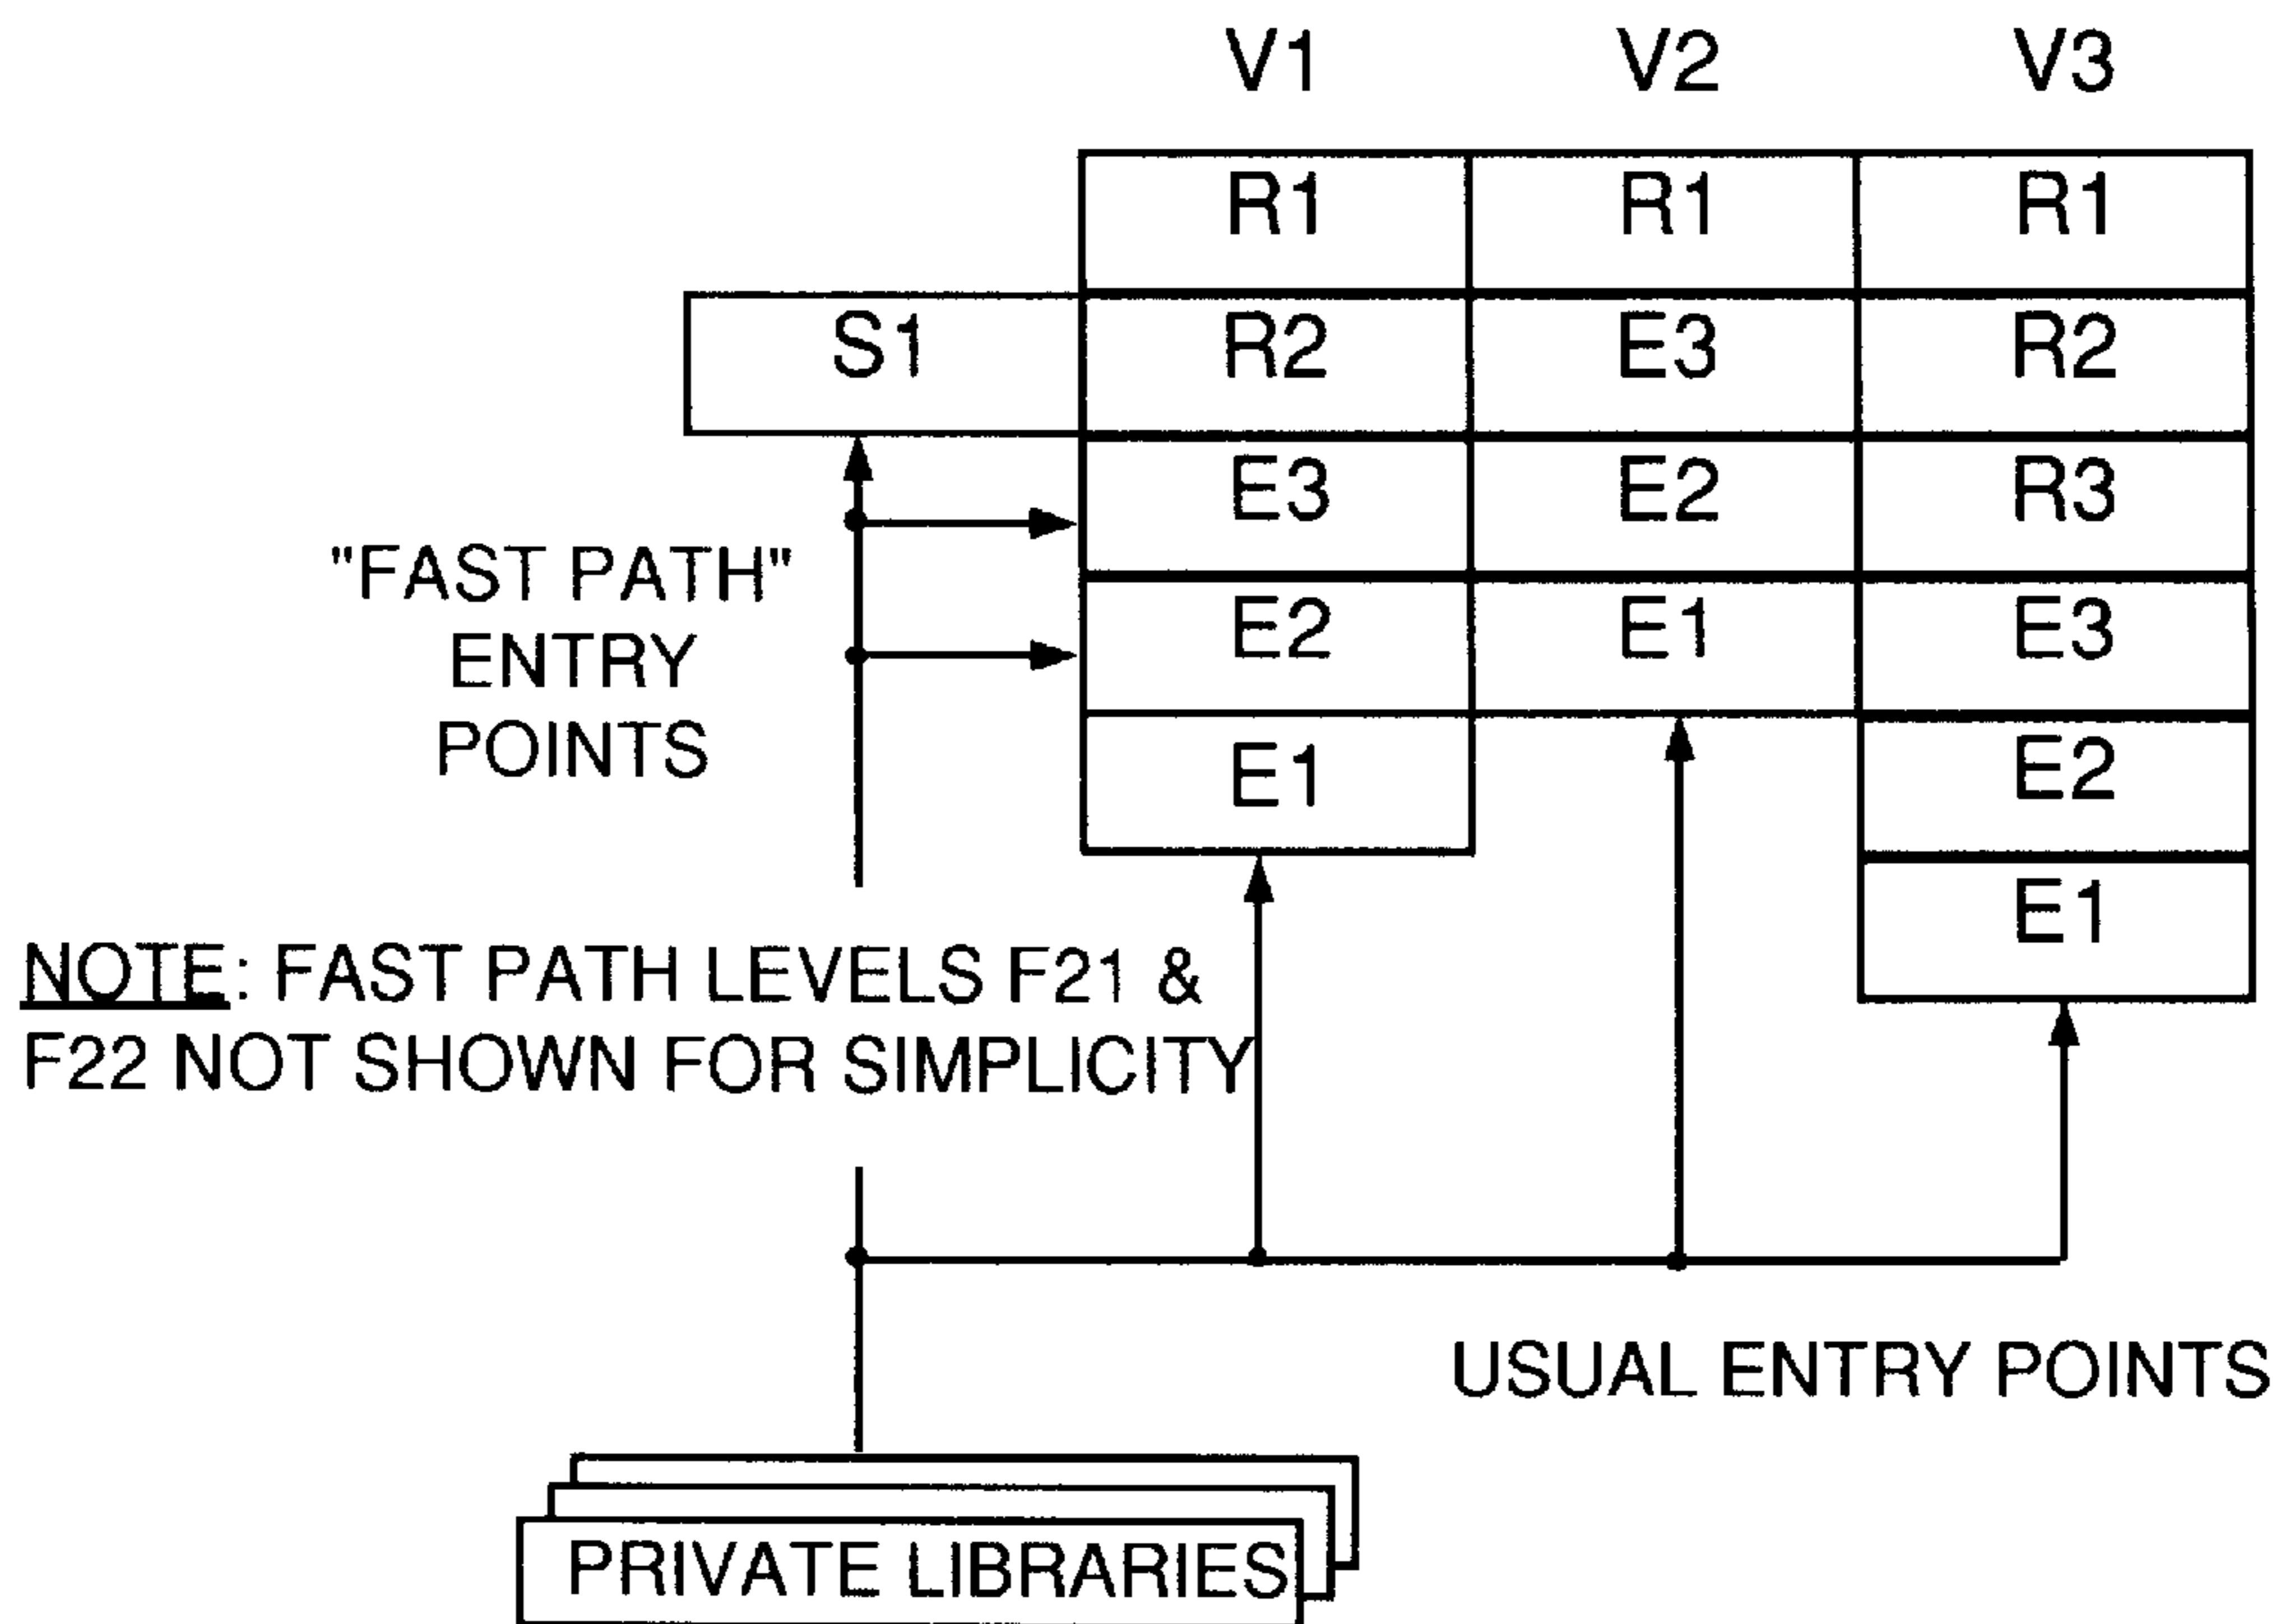 V1 V2 V3
R1 R1 R1
S1 R2 E3 R2
E3 E2 R3
"FAST PATH"
ENTRY
POINTS
E2 E1 E3
E1 E2
E1
NOTE: FAST PATH LEVELS F21 &
F22 NOT SHOWN FOR SIMPLICITY
USUAL ENTRY POINTS
PRIVATE LIBRARIES